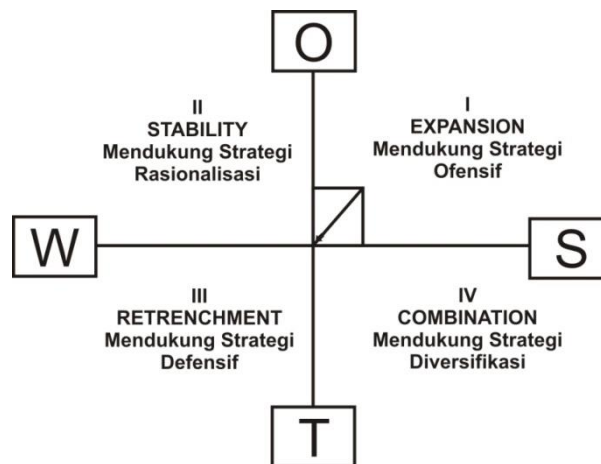 O
II
STABILITY
Mendukung Strategi
Rasionalisasi
I
EXPANSION
Mendukung Strategi
Ofensif
W
S
III
RETRENCHMENT
Mendukung Strategi
Defensif
IV
COMBINATION
Mendukung Strategi
Diversifikasi
T